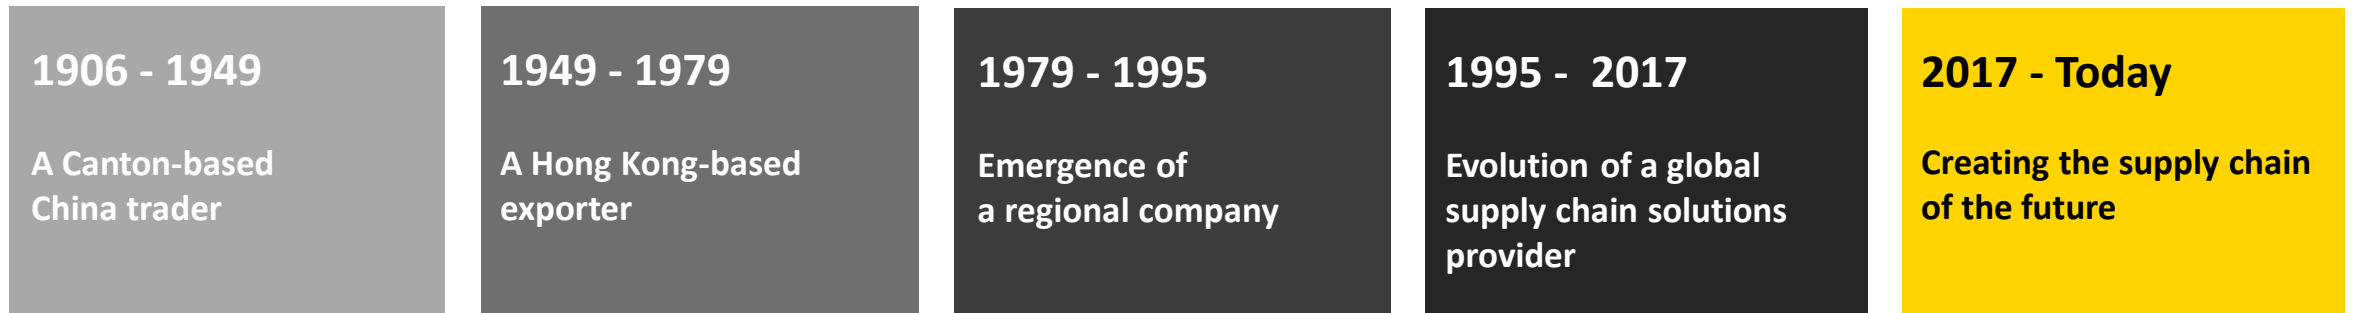 1906 - 1949
A Canton-based
China trader
1949 - 1979
A Hong Kong-based
exporter
1979 - 1995
Emergence of
a regional company
1995 -  2017
Evolution of a global
supply chain solutions
provider
2017 - Today
Creating the supply chain
of the future